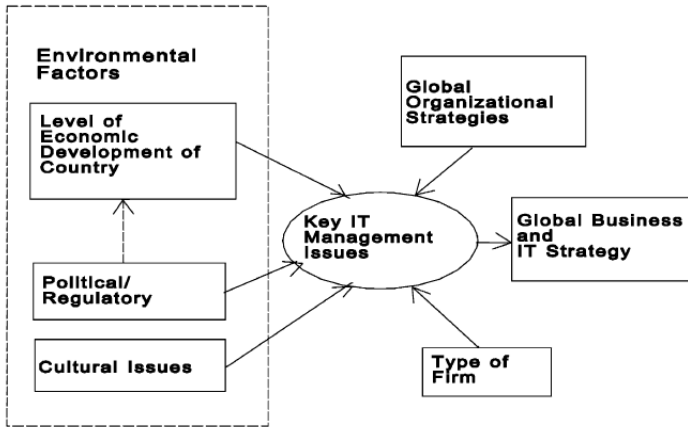 Environmental
Factors
Level of
Economic
Development of
Country
Political/
Regulatory
Cultural Issues
Key IT
Management
Issues
Global
Organizational
Strategies
Global Business
and
IT Strategy
Type of
Firm